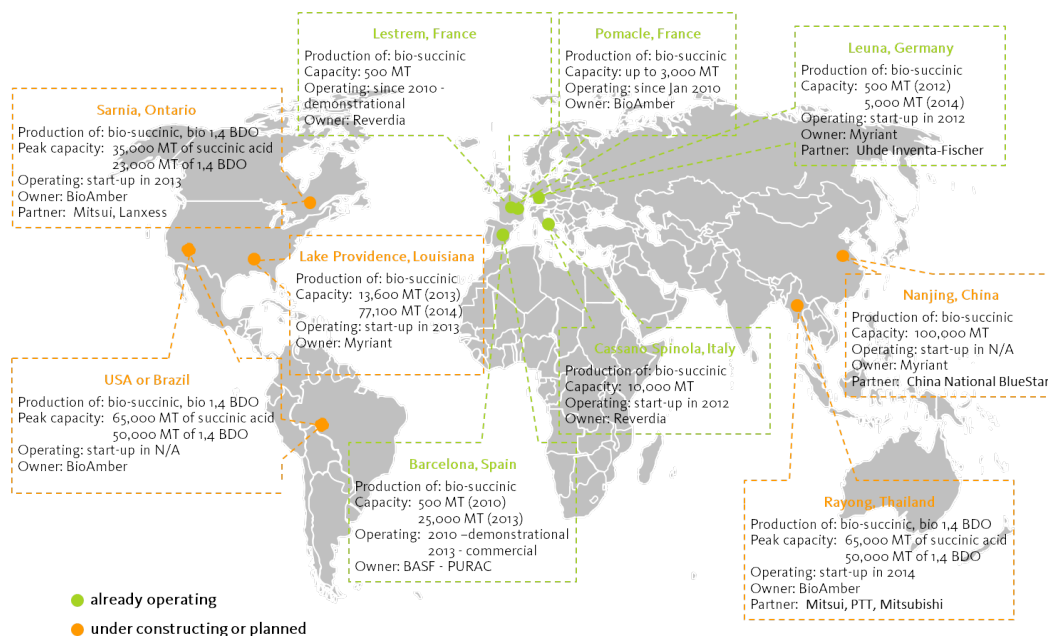 Lestrem, France
Production of: bio-succinic
Capacity: 500 MT
Operating: since 2010 -
demonstrational
Owner: Reverdia
Pomacle, France
Production of: bio-succinic
Capacity: up to 3,000 MT
Operating: since Jan 2010
Owner: BioAmber
Leuna, Germany
Production of: bio-succinic
Capacity: 500 MT (2012)
5,000 MT (2014)
Operating: start-up in 2012
Owner: Myriant
Partner: Uhde Inventa-Fischer
Sarnia, Ontario
Production of: bio-succinic, bio 1,4 BDO
Peak capacity: 35,000 MT of succinic acid
23,000 MT of 1,4 BDO
Operating: start-up in 2013
Owner: BioAmber
Partner: Mitsui, Lanxess
Lake Providence, Louisiana
Production of: bio-succinic
Capacity: 13,600 MT (2013)
77,100 MT (2014)
Operating: start-up in 2013
Owner: Myriant
Nanjing, China
Production of: bio-succinic
Capacity: 100,000 MT
Operating: start-up in N/A
Owner: Myriant
Partner: China National BlueStar
Cassano Spinola, Italy
Production of: bio-succinic
Capacity: 10,000 MT
Operating: start-up in 2012
Owner: Reverdia
USA or Brazil
Production of: bio-succinic, bio 1,4 BDO
Peak capacity: 65,000 MT of succinic acid
50,000 MT of 1,4 BDO
Operating: start-up in N/A
Owner: BioAmber
Barcelona, Spain
Production of: bio-succinic
Capacity: 500 MT (2010)
25,000 MT (2013)
Operating: 2010 –demonstrational
2013 - commercial
Owner: BASF - PURAC
Rayong, Thailand
Production of: bio-succinic, bio 1,4 BDO
Peak capacity: 65,000 MT of succinic acid
50,000 MT of 1,4 BDO
Operating: start-up in 2014
Owner: BioAmber
Partner: Mitsui, PTT, Mitsubishi
already operating
under constructing or planned